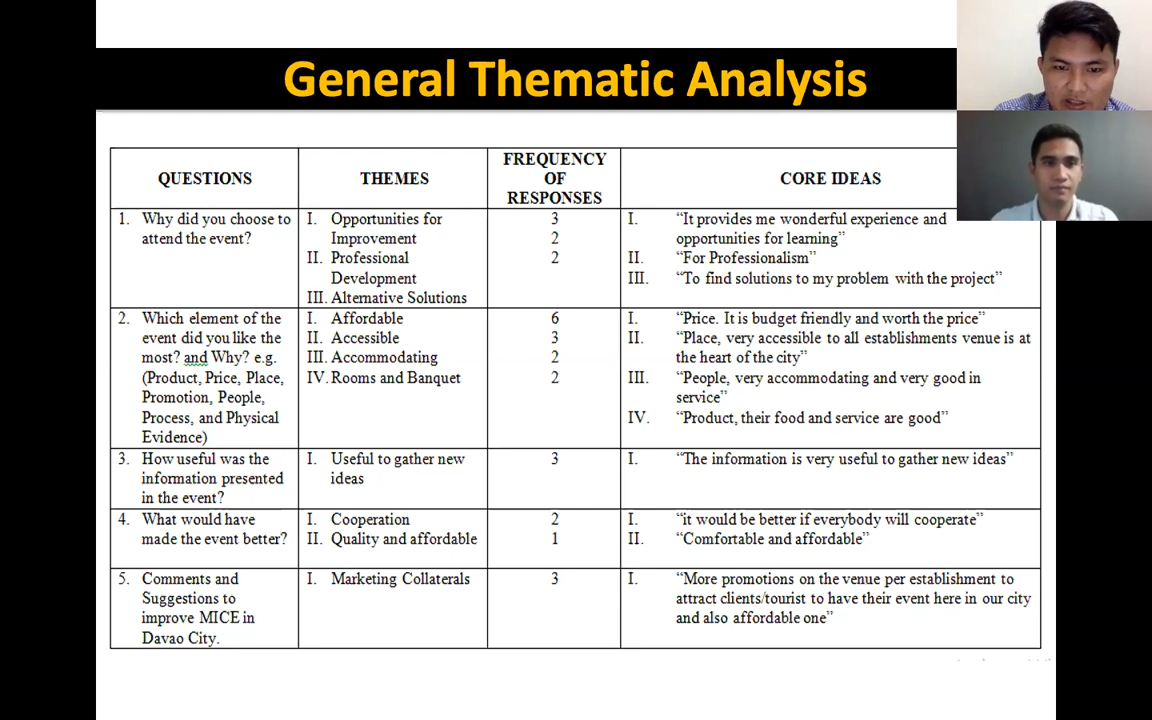 General Thematic Analysis
QUESTIONS
THEMES
FREQUENCY
OF
RESPONSES
CORE IDEAS
1. Why did you choose to
attend the event?
I. Opportunities for
Improvement
II. Professional
Development
III. Alternative Solutions
3
2
2
I. “It provides me wonderful experience and
opportunities for learning”
II. “For Professionalism”
III. “To find solutions to my problem with the project”
2. Which element of the
event did you like the
most? and Why? e.g.
(Product, Price, Place,
Promotion, People,
Process, and Physical
Evidence)
I. Affordable
II. Accessible
III. Accommodating
IV. Rooms and Banquet
6
3
2
2
I. “Price. It is budget friendly and worth the price”
II. “Place, very accessible to all establishments venue is at
the heart of the city”
III. “People, very accommodating and very good in
service”
IV. “Product, their food and service are good”
3. How useful was the
information presented
in the event?
I. Useful to gather new
ideas
3
I. “The information is very useful to gather new ideas”
4. What would have
made the event better?
I. Cooperation
II. Quality and affordable
2
1
I. “it would be better if everybody will cooperate”
II. “Comfortable and affordable”
5. Comments and
Suggestions to
improve MICE in
Davao City.
I. Marketing Collaterals
3
I. “More promotions on the venue per establishment to
attract clients/tourist to have their event here in our city
and also affordable one”